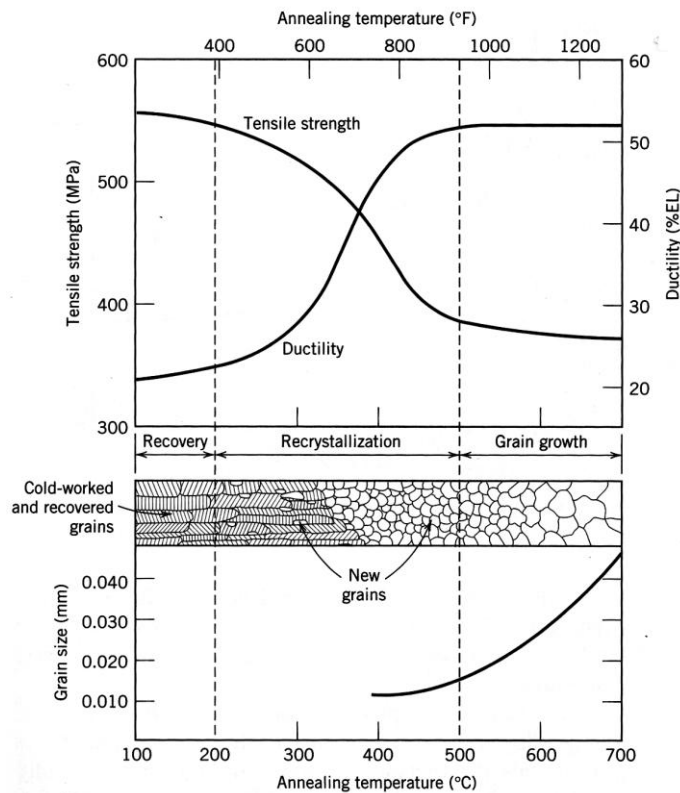 Annealing temperature (°F)
400 600 800 1000 1200
600 60
Tensile strength
500 50
Tensile strength (MPa)
Ductility (%EL)
40
400 30
Ductility
20
300
Recovery Recrystallization Grain growth
Cold-worked
and recovered
grains
New
grains
0.040
0.030
0.020
0.010
Grain size (mm)
100 200 300 400 500 600 700
Annealing temperature (°C)